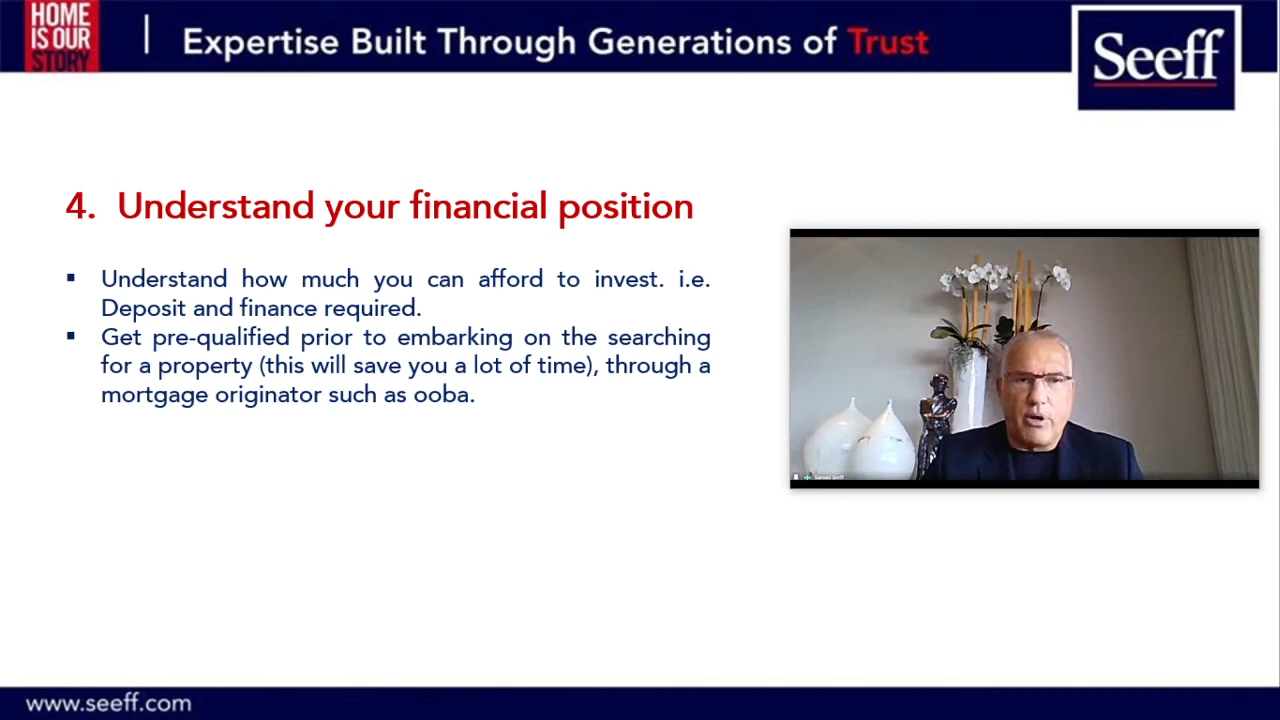 HOME
IS OUR
STORY
Expertise Built Through Generations of Trust
Seeff
4. Understand your financial position
▪ Understand how much you can afford to invest. i.e.
Deposit and finance required.
▪ Get pre-qualified prior to embarking on the searching
for a property (this will save you a lot of time), through a
mortgage originator such as ooba.
Samuel Seeff
www.seeff.com